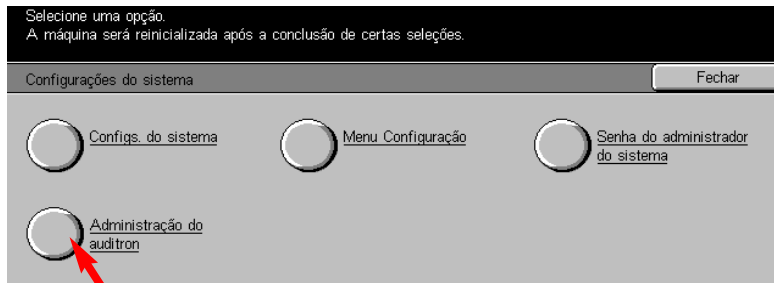 Selecione uma opção.
A máquina será reinicializada após a conclusão de certas seleções.
Configurações do sistema
Fechar
Configs. do sistema
Menu Configuração
Senha do administrador
do sistema
Administração do
auditron